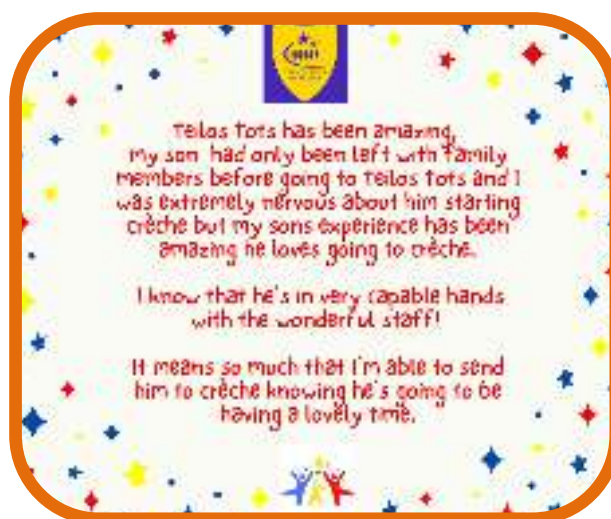 Teilos Tots has been amazing,
my son had only been left with family
members before going to Teilos Tots and I
was extremely nervous about him starting
crèche but my sons experience has been
amazing he loves going to crèche.
I know that he's in very capable hands
with the wonderful staff!
It means so much that I'm able to send
him to crèche knowing he's going to be
having a lovely time.